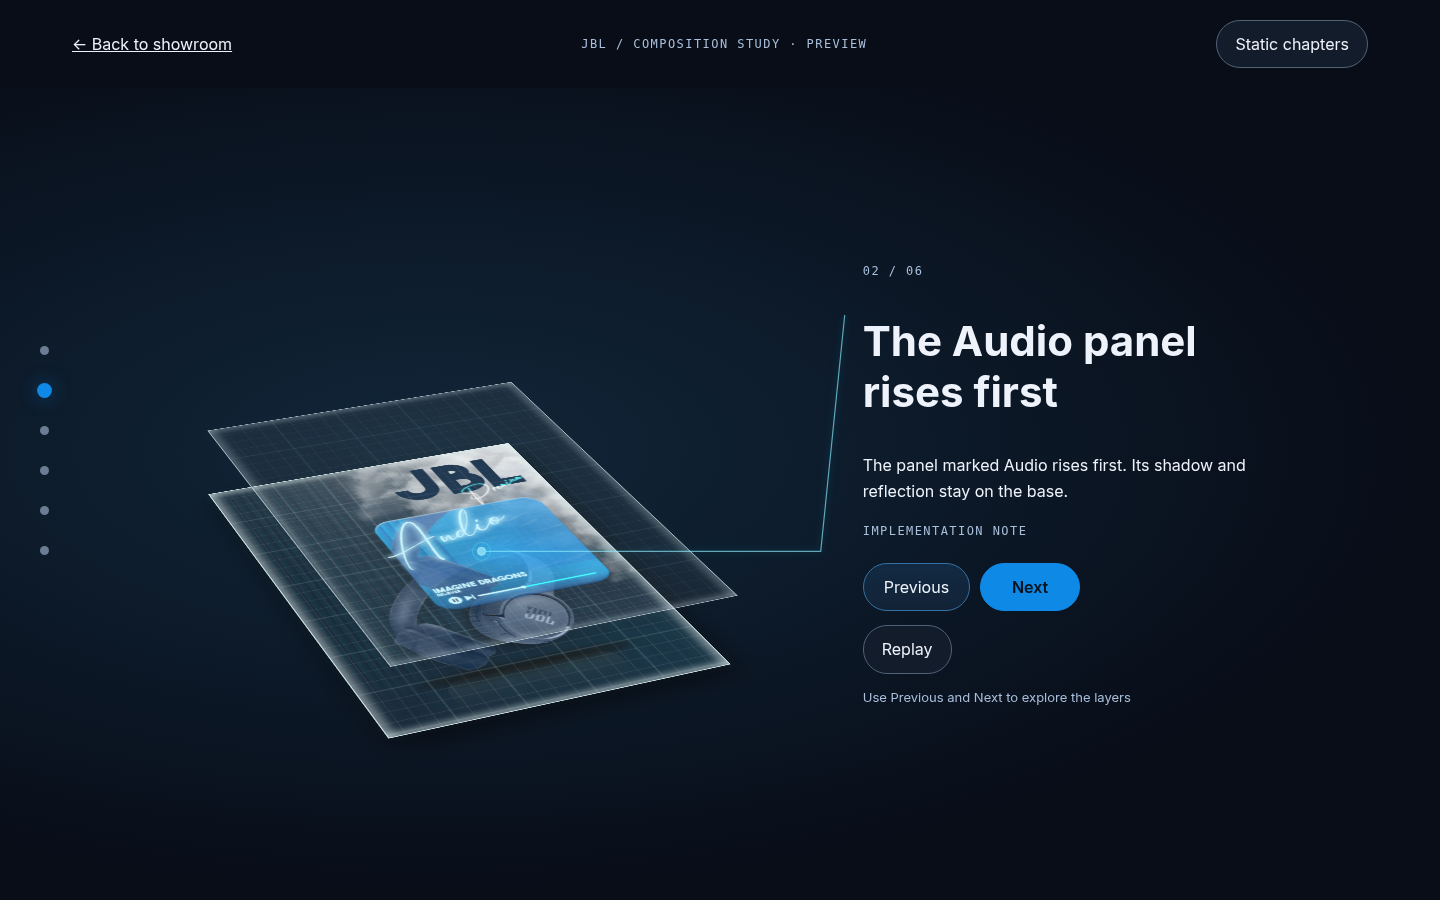 ← Back to showroom
JBL / COMPOSITION STUDY · PREVIEW
Static chapters
02 / 06
The Audio panel
rises first
The panel marked Audio rises first. Its shadow and
reflection stay on the base.
IMPLEMENTATION NOTE
Previous
Next
Replay
Use Previous and Next to explore the layers
JBL
Audio
IMAGINE DRAGONS
JBL